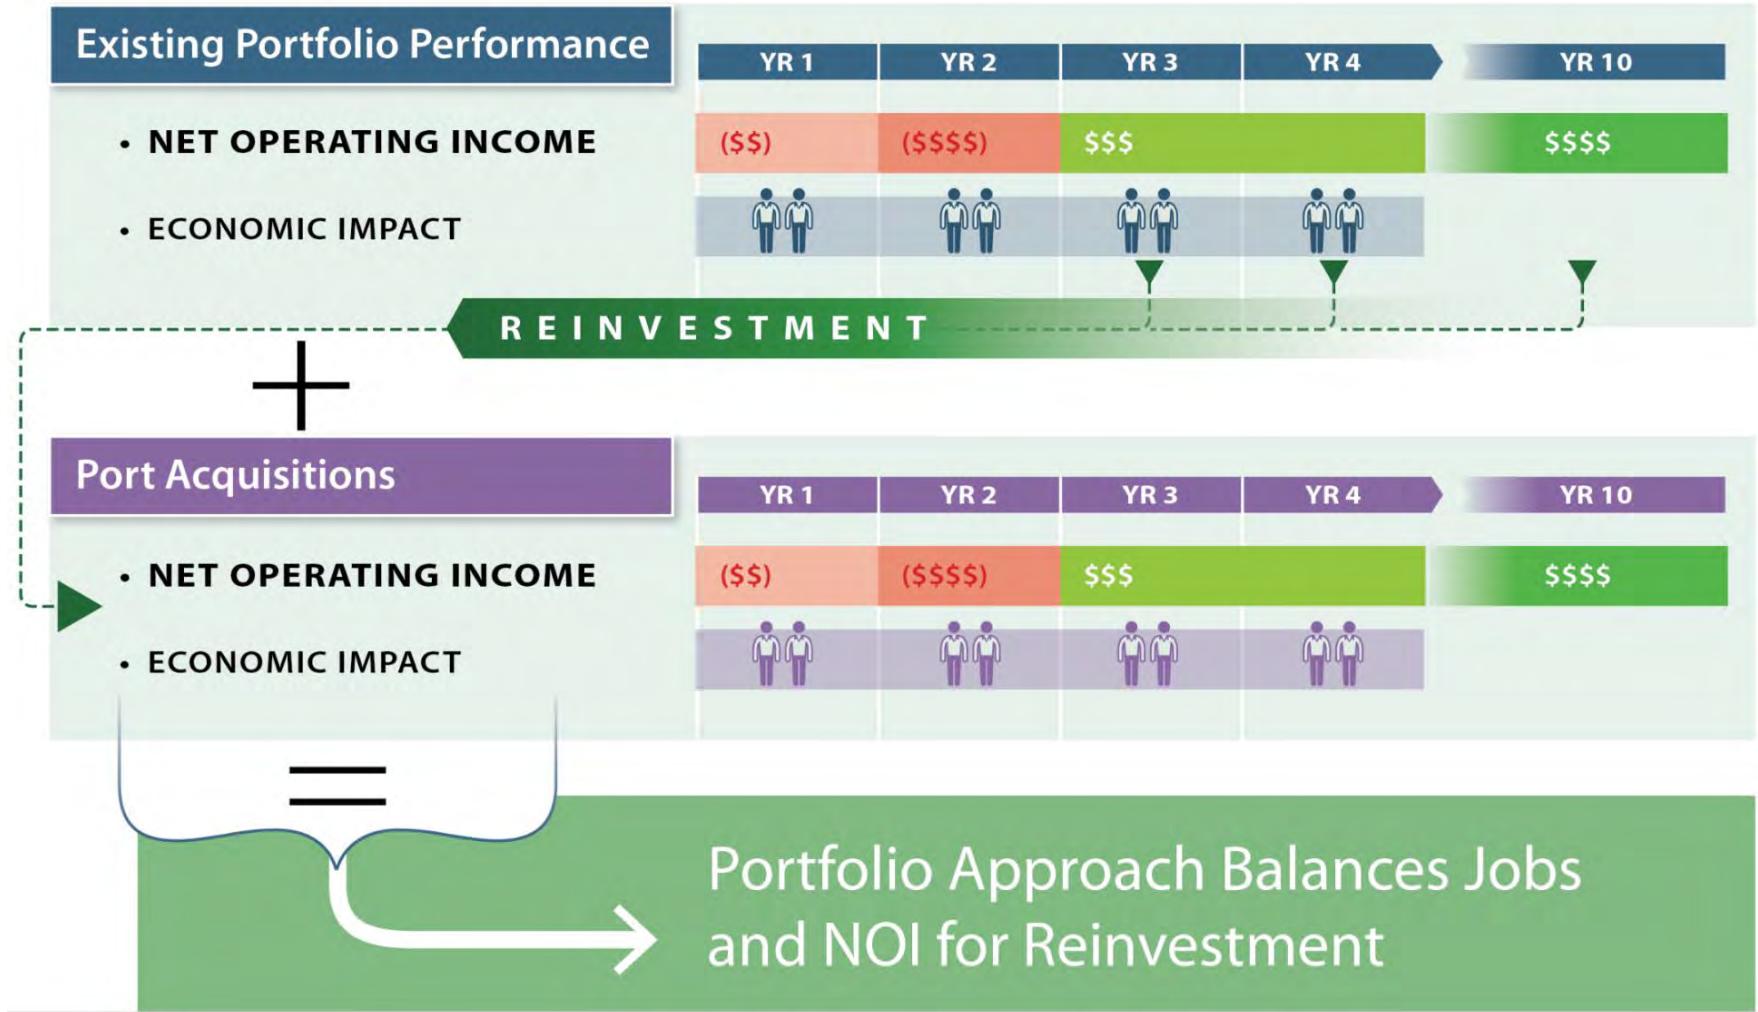 Existing Portfolio Performance
YR 1 YR 2 YR 3 YR 4 YR 10
• NET OPERATING INCOME ($$) ($$$$) $$$ $$$$
• ECONOMIC IMPACT
REINVESTMENT
+
Port Acquisitions
YR 1 YR 2 YR 3 YR 4 YR 10
• NET OPERATING INCOME ($$) ($$$$) $$$ $$$$
• ECONOMIC IMPACT
=
Portfolio Approach Balances Jobs
and NOI for Reinvestment